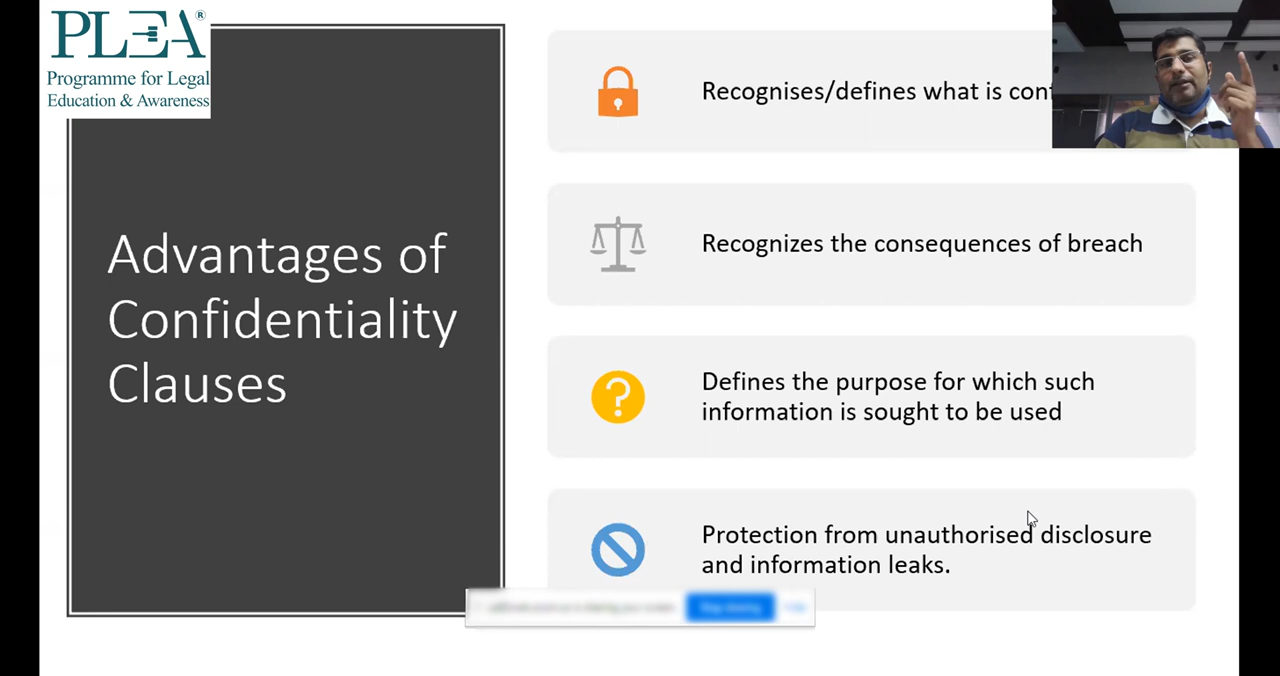 PLEA®
Programme for Legal
Education & Awareness
Advantages of
Confidentiality
Clauses
Recognises/defines what is
Recognizes the consequences of breach
Defines the purpose for which such
information is sought to be used
Protection from unauthorised disclosure
and information leaks.